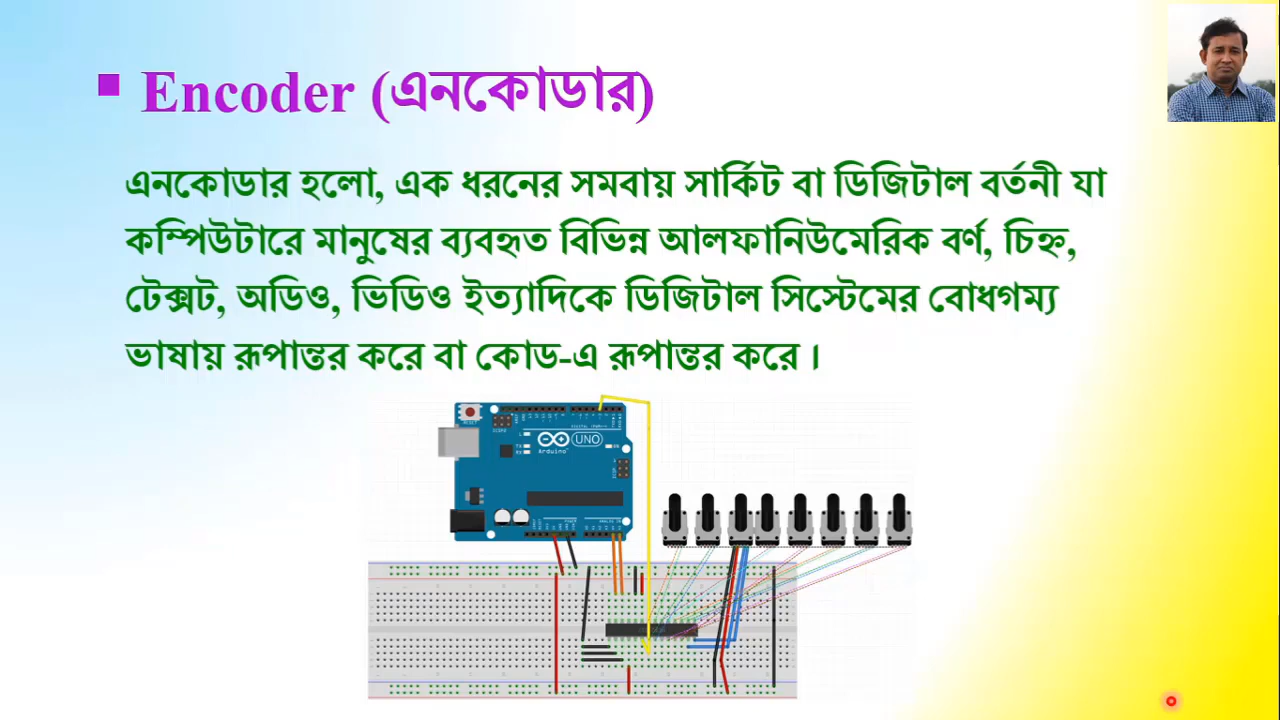 Encoder (এনকোডার)
এনকোডার হলো, এক ধরনের সমবায় সার্কিট বা ডিজিটাল বর্তনী যা
কম্পিউটারে মানুষের ব্যবহৃত বিভিন্ন আলফানিউমেরিক বর্ণ, চিহ্ন,
টেক্সট, অডিও, ভিডিও ইত্যাদিকে ডিজিটাল সিস্টেমের বোধগম্য
ভাষায় রূপান্তর করে বা কোড-এ রূপান্তর করে।
UNO
Arduino